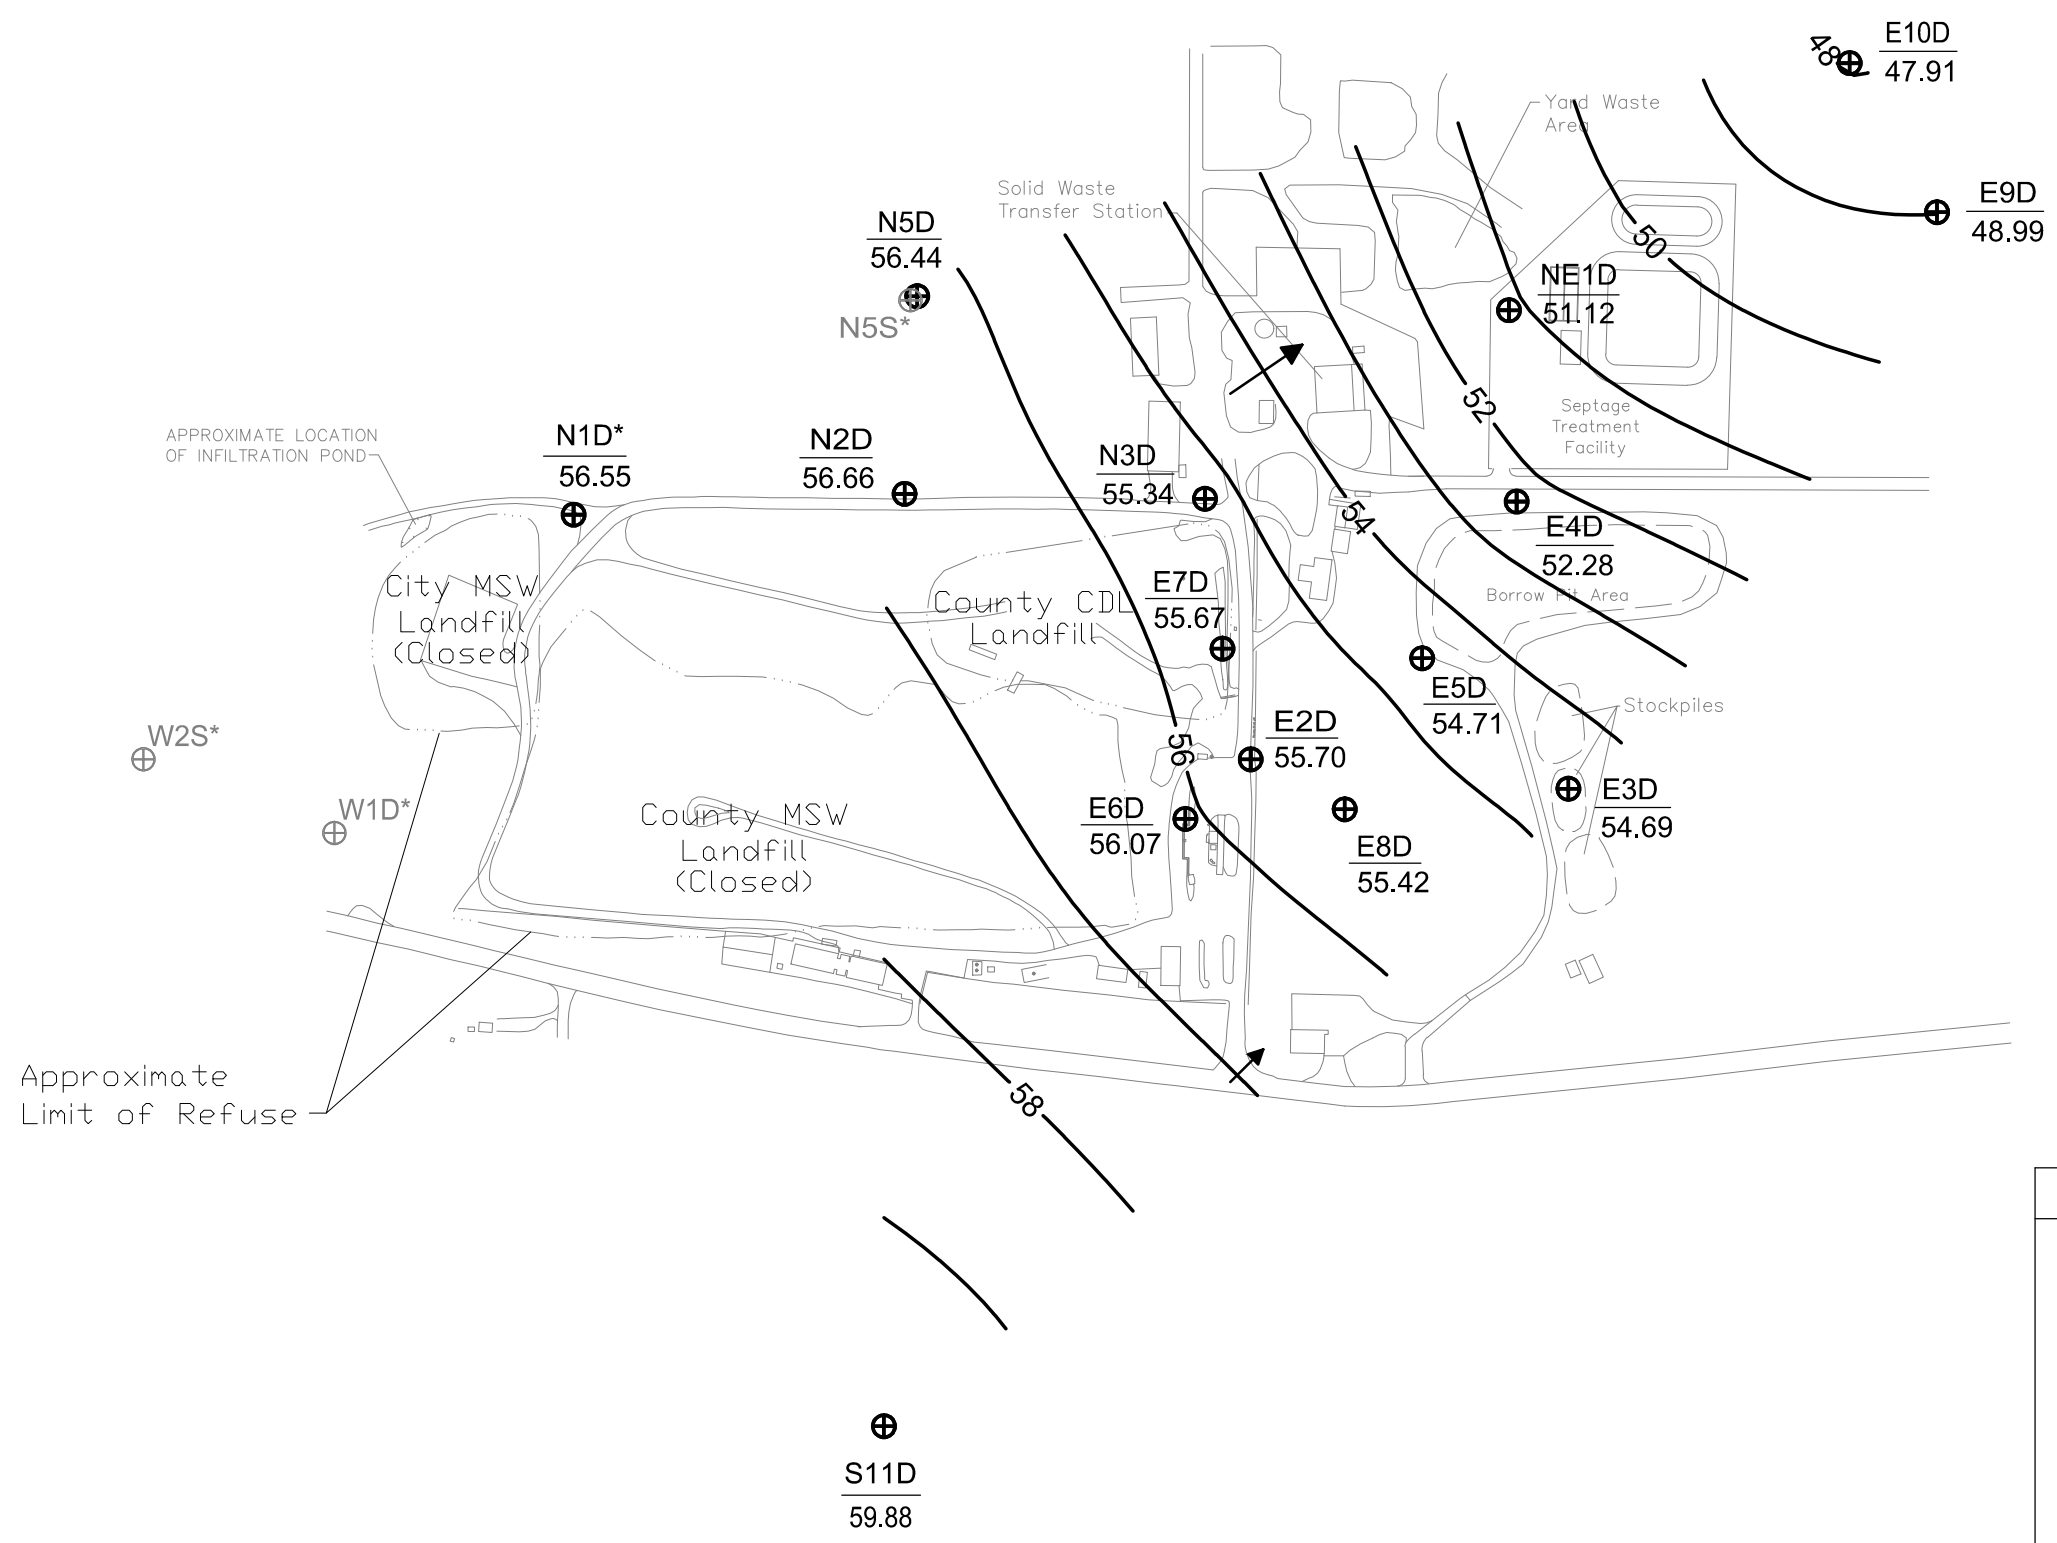 E10D
47.91
48
Yard Waste
Area
Solid Waste
Transfer Station
E9D
48.99
N5D
56.44
N5S*
50
NE1D
51.12
52
Septage
Treatment
Facility
APPROXIMATE LOCATION
OF INFILTRATION POND
N1D*
56.55
N2D
56.66
N3D
55.34
54
E4D
52.28
City MSW
Landfill
(Closed)
County CDL
Landfill
E7D
55.67
Borrow Pit Area
E5D
54.71
Stockpiles
W2S*
E2D
55.70
56
W1D*
County MSW
Landfill
(Closed)
E6D
56.07
E8D
55.42
E3D
54.69
Approximate
Limit of Refuse
58
S11D
59.88